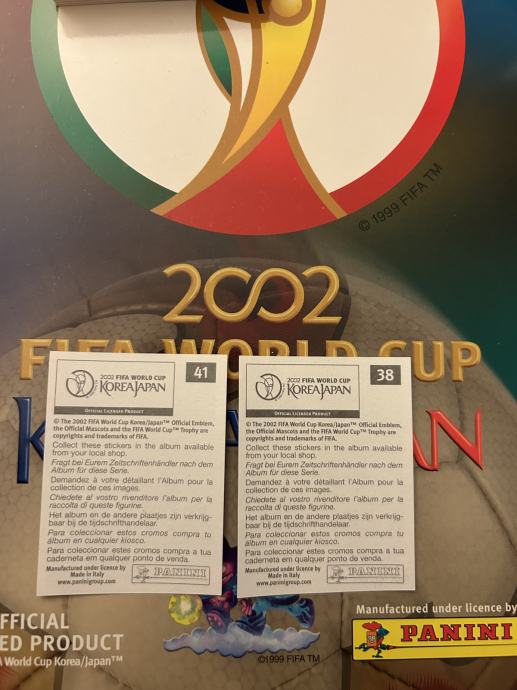 © 1999 FIFA TM
2002
FIFA WORLD CUP
K AN
41
2002 FIFA WORLD CUP
KOREAJAPAN
OFFICIAL LICENSED PRODUCT
© The 2002 FIFA World Cup Korea/Japan™ Official Emblem,
the Official Mascots and the FIFA World Cup™ Trophy are
copyrights and trademarks of FIFA.
Collect these stickers in the album available
from your local shop.
Fragt bei Eurem Zeitschriftenhändler nach dem
Album für diese Serie.
Demandez à votre détaillant l'Album pour la
collection de ces images.
Chiedete al vostro rivenditore l'album per la
raccolta di queste figurine.
Het album en de andere plaatjes zijn verkrijg-
baar bij de tijdschrifthandelaar.
Para coleccionar estos cromos compra tu
álbum en cualquier kiosco.
Para coleccionar estes cromos compra a tua
caderneta em qualquer ponto de venda.
Manufactured under licence by
Made in Italy
www.paninigroup.com
PANINI
38
2002 FIFA WORLD CUP
KOREAJAPAN
OFFICIAL LICENSED PRODUCT
© The 2002 FIFA World Cup Korea/Japan™ Official Emblem,
the Official Mascots and the FIFA World Cup™ Trophy are
copyrights and trademarks of FIFA.
Collect these stickers in the album available
from your local shop.
Fragt bei Eurem Zeitschriftenhändler nach dem
Album für diese Serie.
Demandez à votre détaillant l'Album pour la
collection de ces images.
Chiedete al vostro rivenditore l'album per la
raccolta di queste figurine.
Het album en de andere plaatjes zijn verkrijg-
baar bij de tijdschrifthandelaar.
Para coleccionar estos cromos compra tu
álbum en cualquier kiosco.
Para coleccionar estes cromos compra a tua
caderneta em qualquer ponto de venda.
Manufactured under licence by
Made in Italy
www.paninigroup.com
PANINI
FFICIAL
ED PRODUCT
A World Cup Korea/Japan™
©1999 FIFA TM
Manufactured under licence by
PANINI